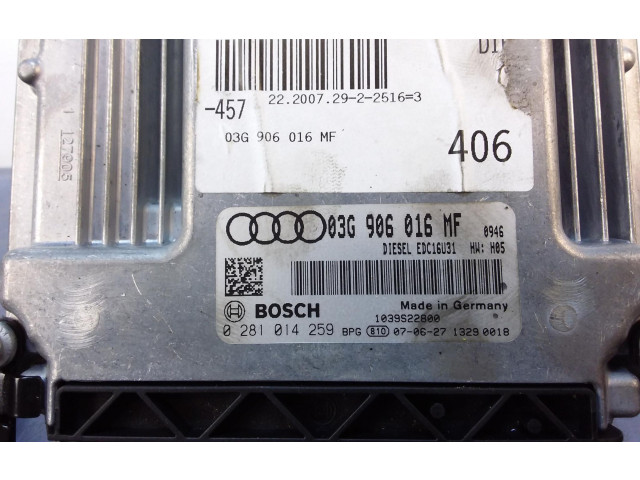 DI
-457
22.2007.29-2-2516=3
03G 906 016 MF
406
127905
03G 906 016 MF 0946
DIESEL EDC16U31 HW: H05
BOSCH
Made in Germany
1039S22800
0 281 014 259 BPG 810 07-06-27 1329 0018